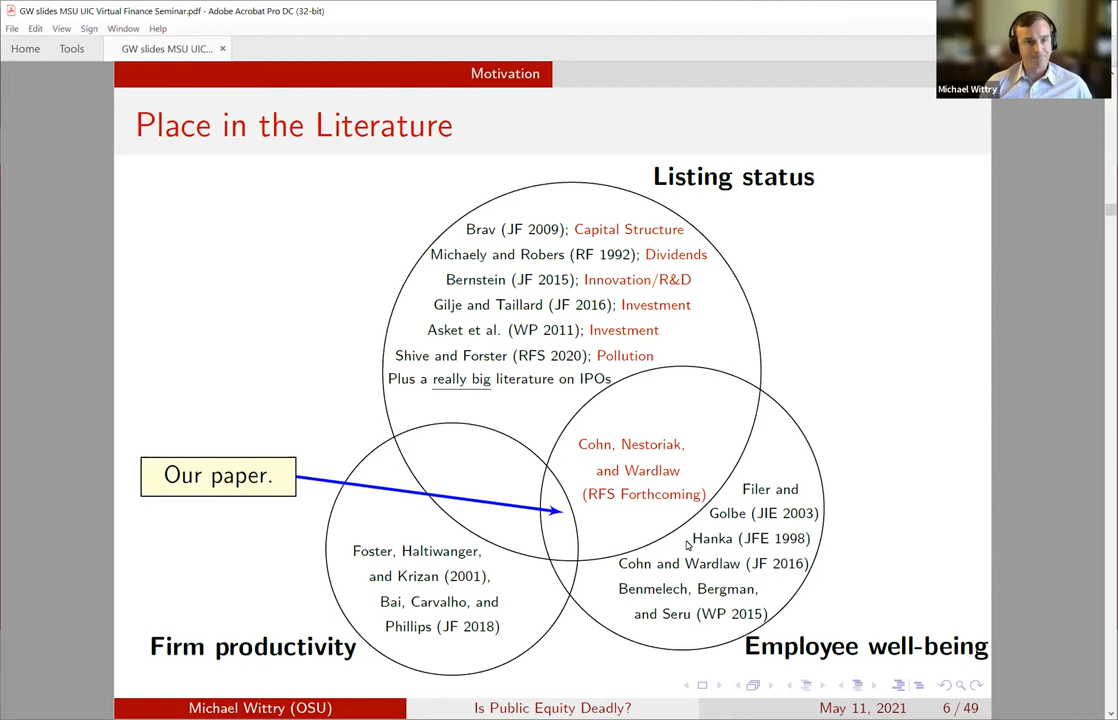 GW slides MSU UIC Virtual Finance Seminar.pdf - Adobe Acrobat Pro DC (32-bit)
File Edit View Sign Window Help
Home Tools GW slides MSU UIC... ×
Michael Wittry
Motivation
Place in the Literature
Listing status
Brav (JF 2009); Capital Structure
Michaely and Robers (RF 1992); Dividends
Bernstein (JF 2015); Innovation/R&D
Gilje and Taillard (JF 2016); Investment
Asket et al. (WP 2011); Investment
Shive and Forster (RFS 2020); Pollution
Plus a really big literature on IPOs
Cohn, Nestoriak,
and Wardlaw
(RFS Forthcoming)
Our paper.
Filer and
Golbe (JIE 2003)
Hanka (JFE 1998)
Cohn and Wardlaw (JF 2016)
Benmelech, Bergman,
and Seru (WP 2015)
Foster, Haltiwanger,
and Krizan (2001),
Bai, Carvalho, and
Phillips (JF 2018)
Firm productivity
Employee well-being
Michael Wittry (OSU) Is Public Equity Deadly? May 11, 2021 6 / 49